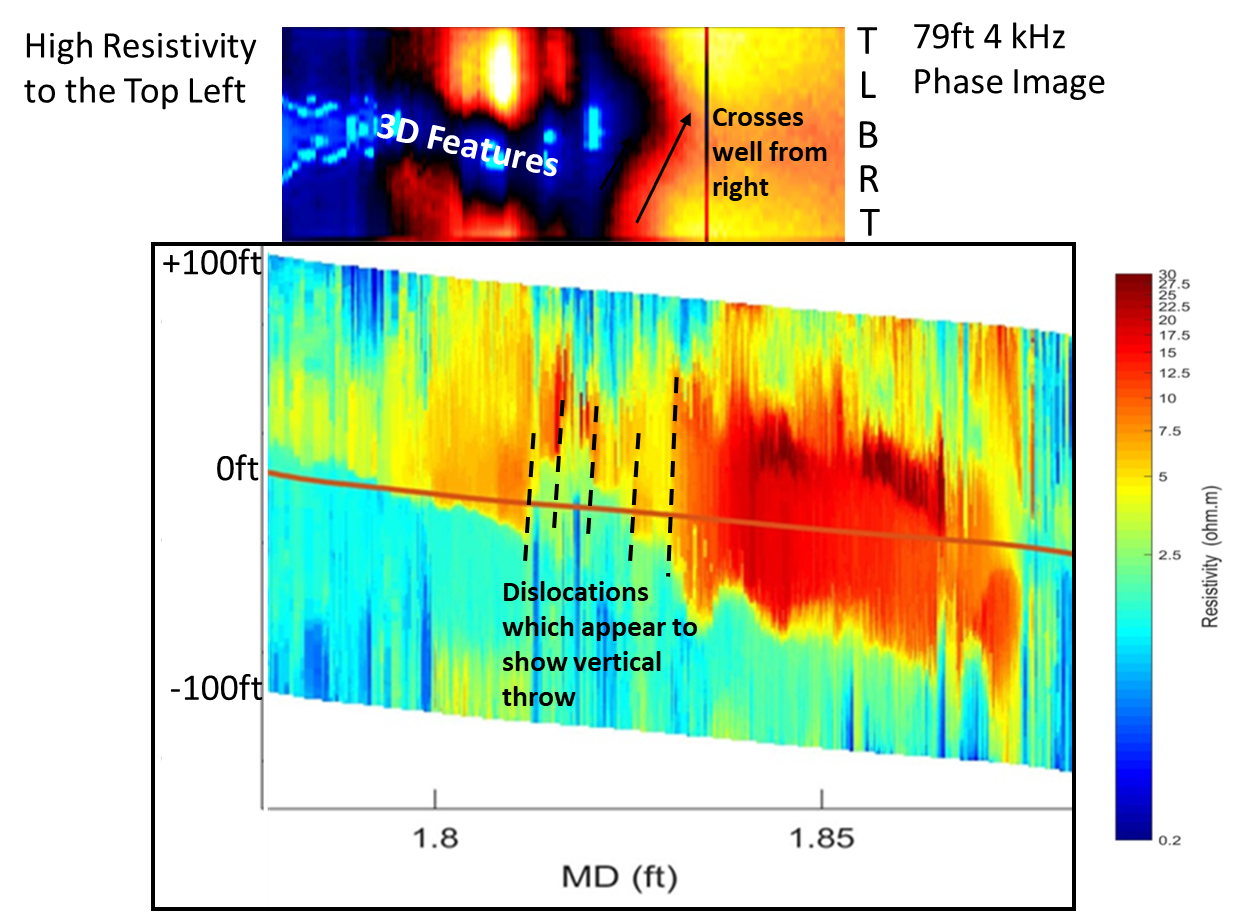 High Resistivity
to the Top Left
3D Features
Crosses
well from
right
T
L
B
R
T
79ft 4 kHz
Phase Image
+100ft
0ft
-100ft
Dislocations
which appear to
show vertical
throw
1.8
1.85
MD (ft)
30
27.5
25
22.5
20
17.5
15
12.5
10
7.5
5
2.5
0.2
Resistivity (ohm.m)